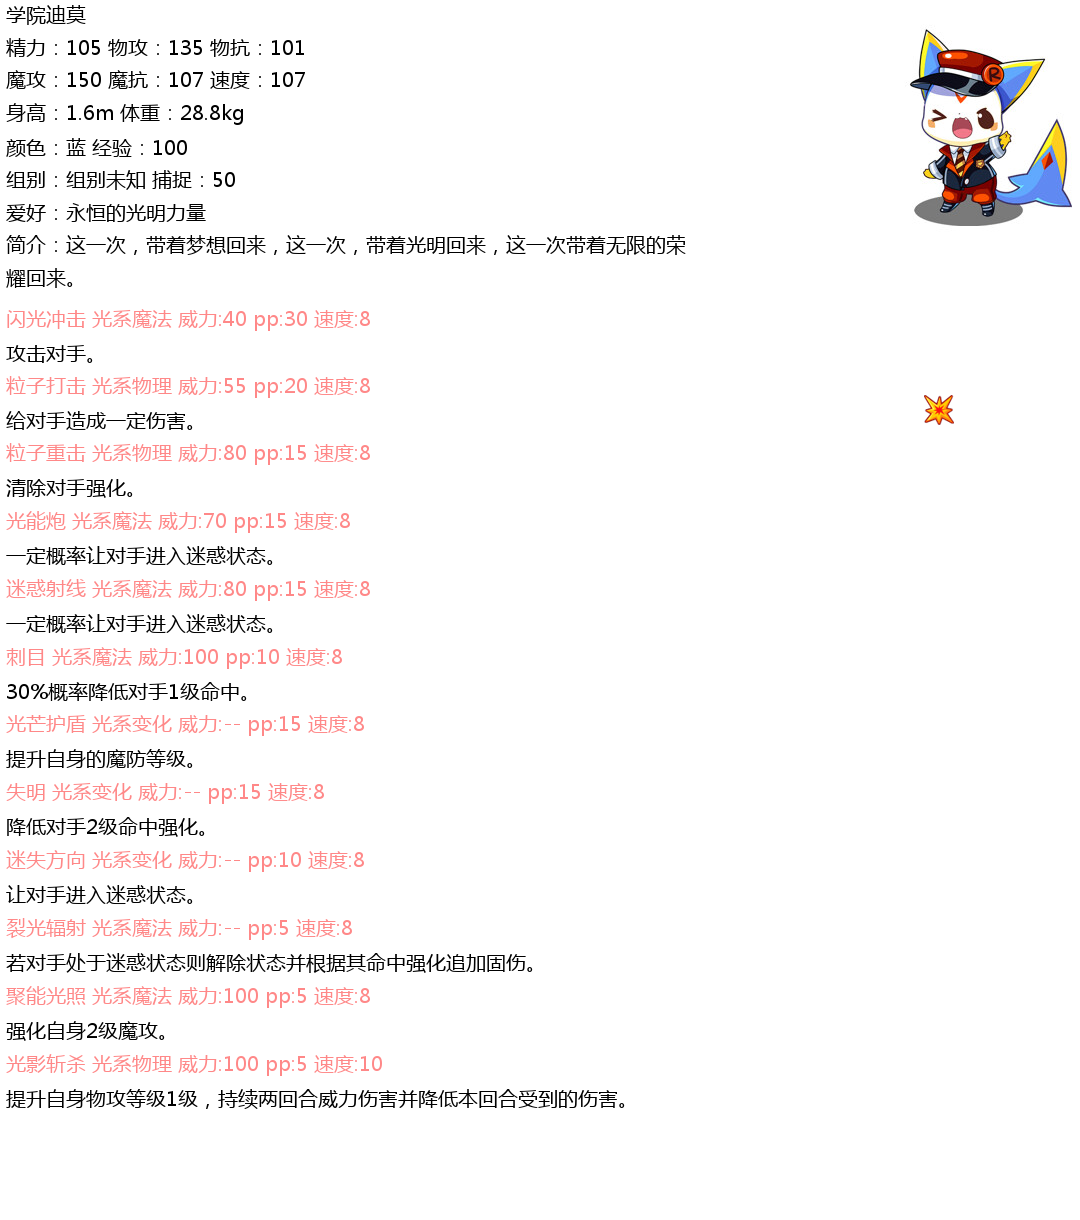 学院迪莫
精力：105 物攻：135 物抗：101
魔攻：150 魔抗：107 速度：107
身高：1.6m 体重：28.8kg
颜色：蓝 经验：100
组别：组别未知 捕捉：50
爱好：永恒的光明力量
简介：这一次，带着梦想回来，这一次，带着光明回来，这一次带着无限的荣
耀回来。
闪光冲击 光系魔法 威力:40 pp:30 速度:8
攻击对手。
粒子打击 光系物理 威力:55 pp:20 速度:8
给对手造成一定伤害。
粒子重击 光系物理 威力:80 pp:15 速度:8
清除对手强化。
光能炮 光系魔法 威力:70 pp:15 速度:8
一定概率让对手进入迷惑状态。
迷惑射线 光系魔法 威力:80 pp:15 速度:8
一定概率让对手进入迷惑状态。
刺目 光系魔法 威力:100 pp:10 速度:8
30%概率降低对手1级命中。
光芒护盾 光系变化 威力:-- pp:15 速度:8
提升自身的魔防等级。
失明 光系变化 威力:-- pp:15 速度:8
降低对手2级命中强化。
迷失方向 光系变化 威力:-- pp:10 速度:8
让对手进入迷惑状态。
裂光辐射 光系魔法 威力:-- pp:5 速度:8
若对手处于迷惑状态则解除状态并根据其命中强化追加固伤。
聚能光照 光系魔法 威力:100 pp:5 速度:8
强化自身2级魔攻。
光影斩杀 光系物理 威力:100 pp:5 速度:10
提升自身物攻等级1级，持续两回合威力伤害并降低本回合受到的伤害。
R